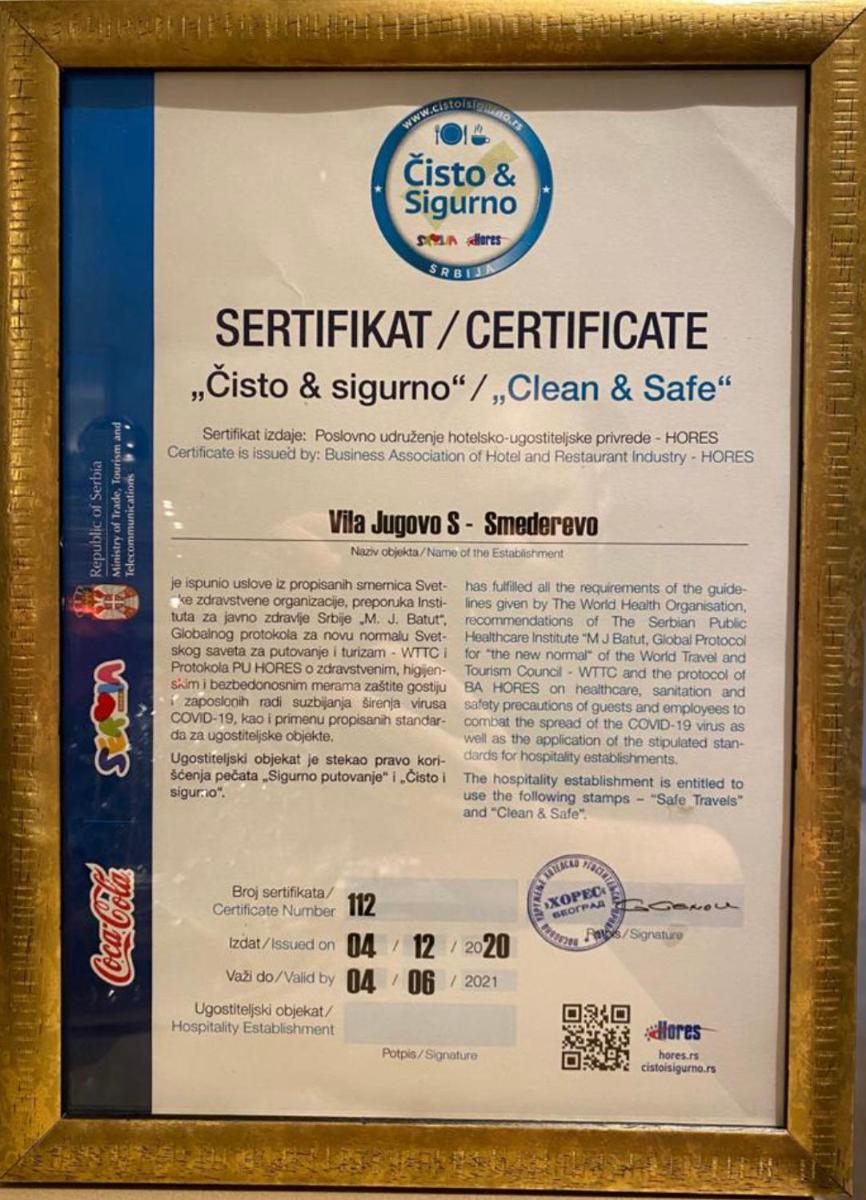 www.cistoisigurno.rs
Čisto &
Sigurno
SRBIJA
Hores
SRBIJA
SERTIFIKAT / CERTIFICATE
„Čisto & sigurno“ / „Clean & Safe“
Sertifikat izdaje: Poslovno udruženje hotelsko-ugostiteljske privrede - HORES
Certificate is issued by: Business Association of Hotel and Restaurant Industry - HORES
Vila Jugovo S - Smederevo
Naziv objekta/Name of the Establishment
je ispunio uslove iz propisanih smernica Svet-
ske zdravstvene organizacije, preporuka Insti-
tuta za javno zdravlje Srbije „M. J. Batut“,
Globalnog protokola za novu normalu Svet-
skog saveta za putovanje i turizam - WTTC i
Protokola PU HORES o zdravstvenim, higijen-
skim i bezbedonosnim merama zaštite gostiju
i zaposlonih radi suzbijanja širenja virusa
COVID-19, kao i primenu propisanih standar-
da za ugostiteljske objekte.
Ugostiteljski objekat je stekao pravo kori-
šćenja pečata „Sigurno putovanje“ i „Čisto i
sigurno“.
has fulfilled all the requirements of the guide-
lines given by The World Health Organisation,
recommendations of The Serbian Public
Healthcare Institute “M J Batut, Global Protocol
for “the new normal” of the World Travel and
Tourism Council - WTTC and the protocol of
BA HORES on healthcare, sanitation and
safety precautions of guests and employees to
combat the spread of the COVID-19 virus as
well as the application of the stipulated stan-
dards for hospitality establishments.
The hospitality establishment is entitled to
use the following stamps – “Safe Travels”
and “Clean & Safe”.
Broj sertifikata/
Certificate Number 112
Izdat/Issued on 04 / 12 / 2020
Važi do/Valid by 04 / 06 / 2021
Ugostiteljski objekat/
Hospitality Establishment
Potpis/Signature
„ХОРЕС“
БЕОГРАД
Potpis/Signature
Hores
hores.rs
cistoisigurno.rs
Republic of Serbia
Ministry of Trade, Tourism and
Telecommunications
SERBIA
Coca-Cola